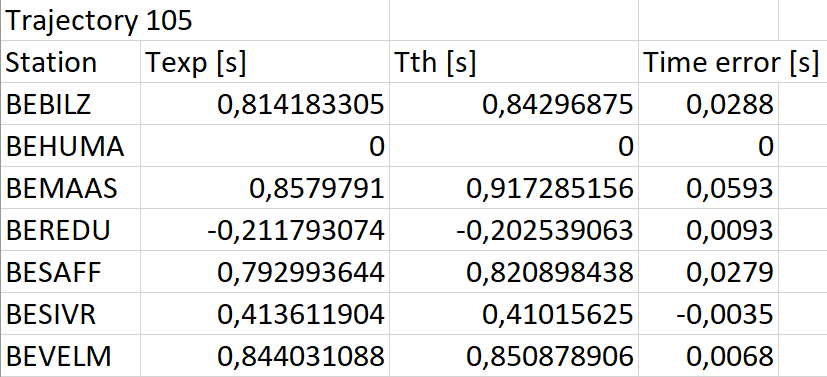 Trajectory 105
Station Texp [s] Tth [s] Time error [s]
BEBILZ 0,814183305 0,84296875 0,0288
BEHUMA 0 0 0
BEMAAS 0,8579791 0,917285156 0,0593
BEREDU -0,211793074 -0,202539063 0,0093
BESAFF 0,792993644 0,820898438 0,0279
BESIVR 0,413611904 0,41015625 -0,0035
BEVELM 0,844031088 0,850878906 0,0068